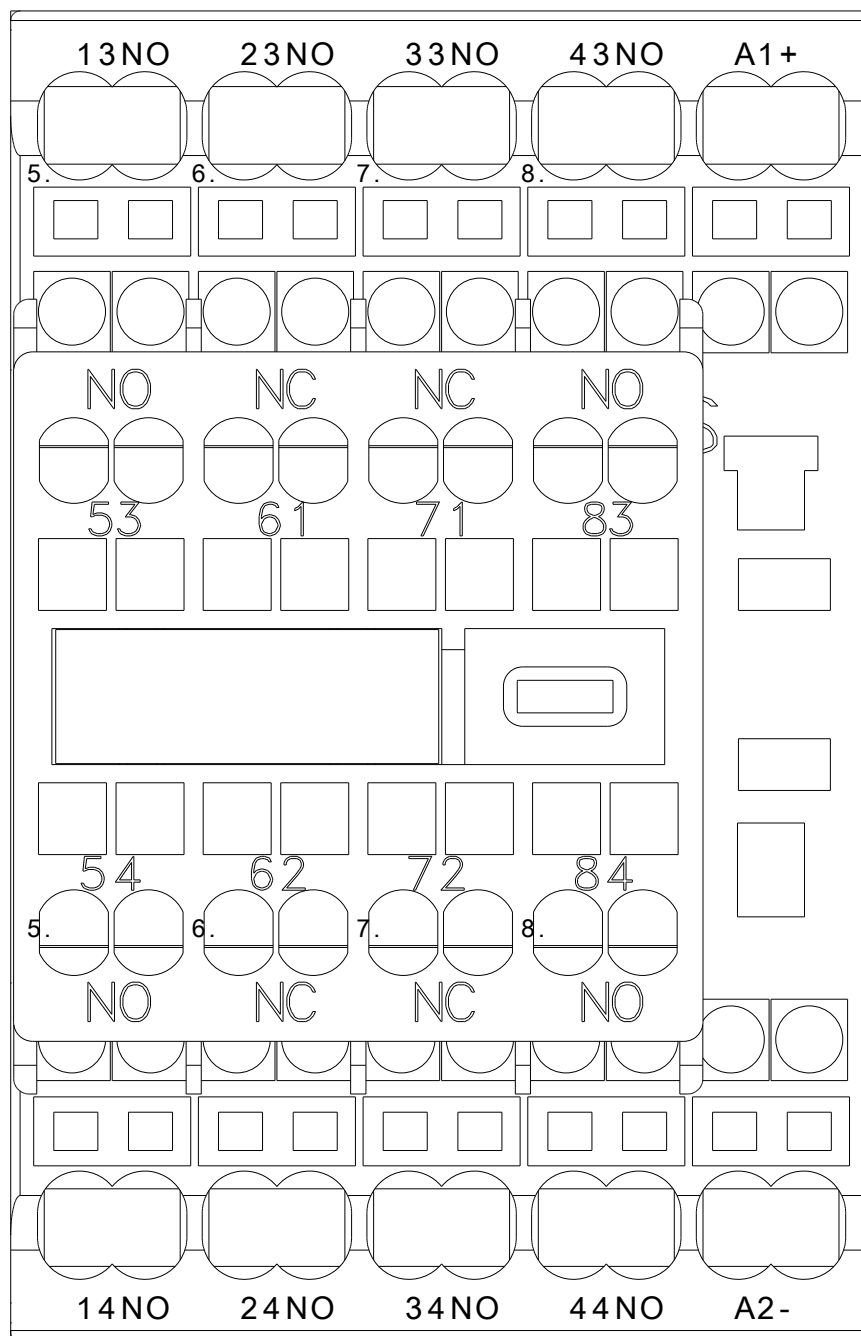 13NO 23NO 33NO 43NO A1+
5. 6. 7. 8.
NO NC NC NO
53 61 71 83
54 62 72 84
5. 6. 7. 8.
NO NC NC NO
14NO 24NO 34NO 44NO A2-